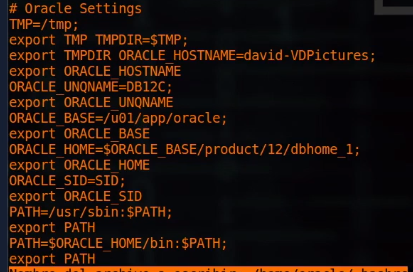 # Oracle Settings
TMP=/tmp;
export TMP TMPDIR=$TMP;
export TMPDIR ORACLE_HOSTNAME=david-VDPictures;
export ORACLE_HOSTNAME
ORACLE_UNQNAME=DB12C;
export ORACLE_UNQNAME
ORACLE_BASE=/u01/app/oracle;
export ORACLE_BASE
ORACLE_HOME=$ORACLE_BASE/product/12/dbhome_1;
export ORACLE_HOME
ORACLE_SID=SID;
export ORACLE_SID
PATH=/usr/sbin:$PATH;
export PATH
PATH=$ORACLE_HOME/bin:$PATH;
export PATH